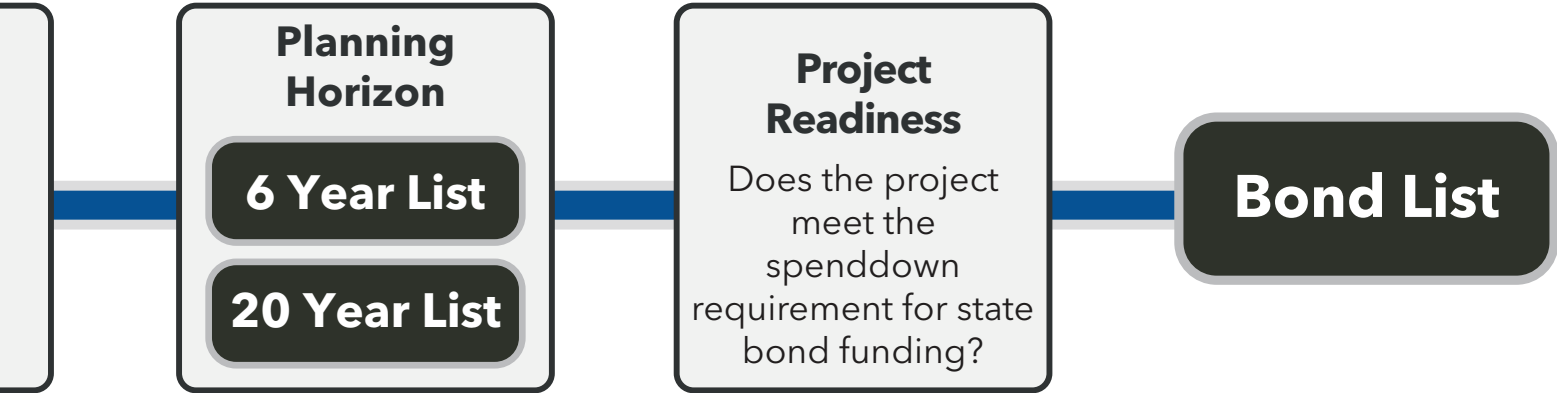 Planning
Horizon
6 Year List
20 Year List
Project
Readiness
Does the project
meet the
spenddown
requirement for state
bond funding?
Bond List